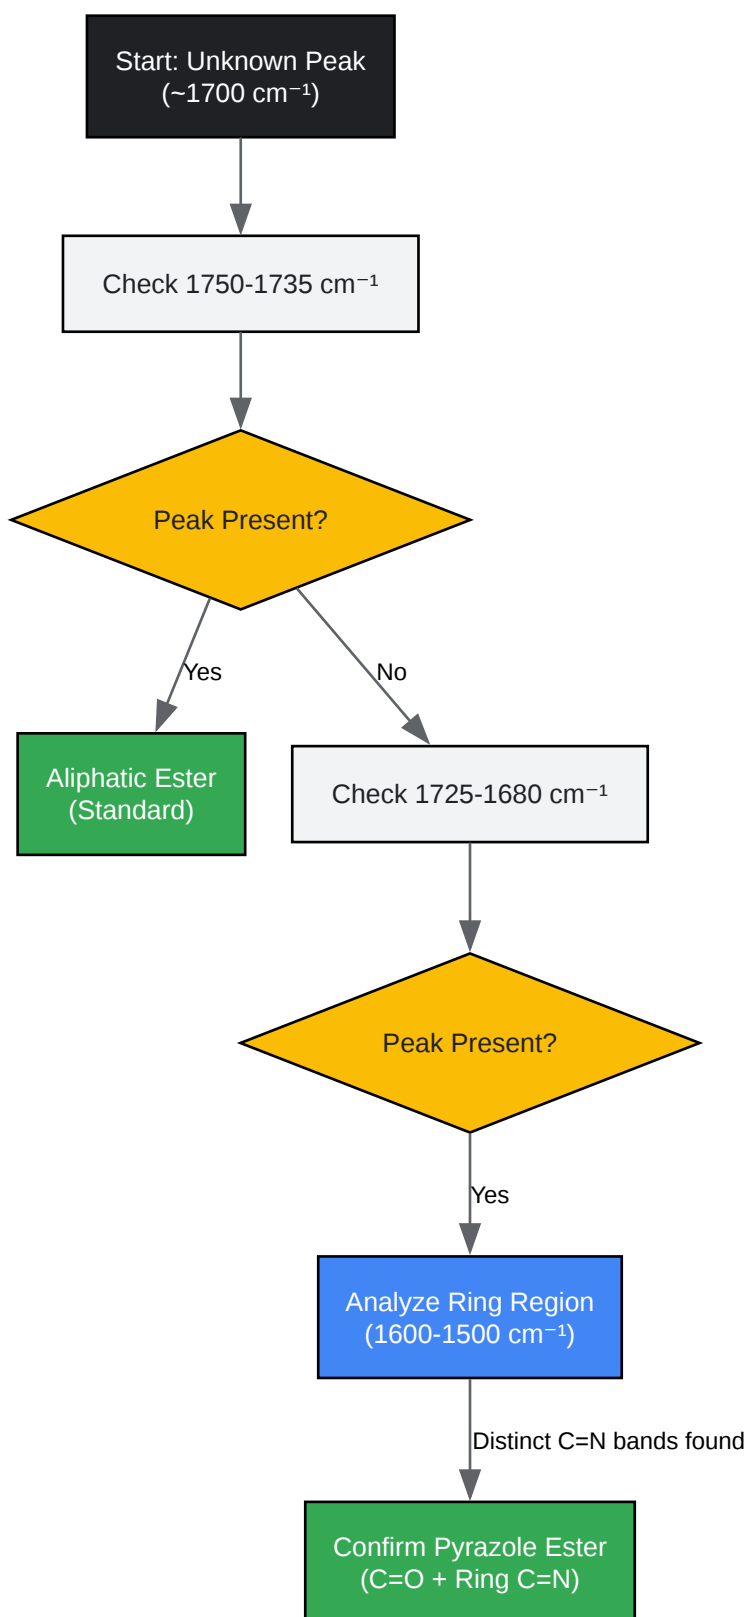 Start: Unknown Peak
(~1700 cm⁻¹)
Check 1750-1735 cm⁻¹
Peak Present?
Yes
No
Aliphatic Ester
(Standard)
Check 1725-1680 cm⁻¹
Peak Present?
Yes
Analyze Ring Region
(1600-1500 cm⁻¹)
Distinct C=N bands found
Confirm Pyrazole Ester
(C=O + Ring C=N)